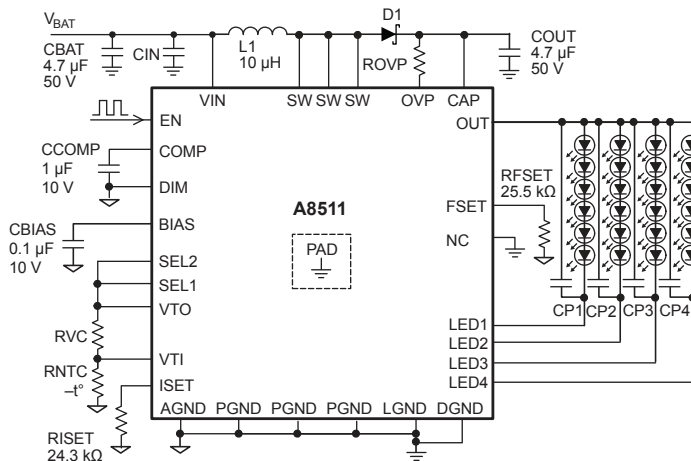 VBAT
CBAT
4.7 µF
50 V
CIN
L1
10 µH
D1
ROVP
COUT
4.7 µF
50 V
VIN
SW
SW
SW
OVP
CAP
EN
OUT
CCOMP
1 µF
10 V
COMP
DIM
RFSET
25.5 kΩ
FSET
A8511
CBIAS
0.1 µF
10 V
BIAS
PAD
NC
SEL2
SEL1
VTO
CP1
CP2
CP3
CP4
RVC
LED1
LED2
LED3
LED4
VTI
RNTC
–t°
ISET
AGND
PGND
PGND
PGND
LGND
DGND
RISET
24.3 kΩ